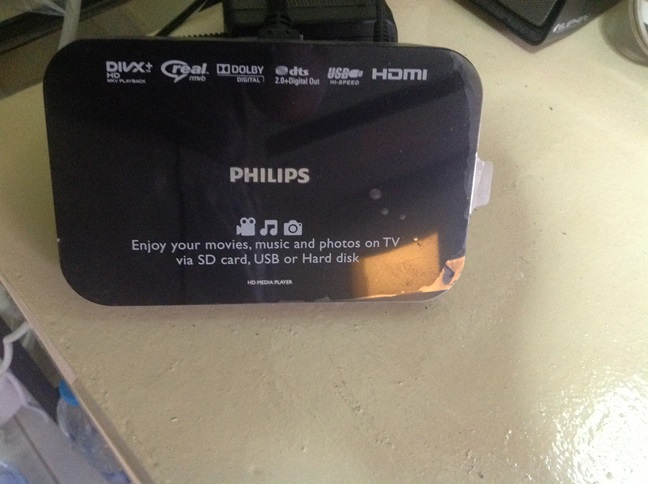 DIVX+ real DOLBY dts USB HDMI
HD rmvb DIGITAL 2.0+Digital Out HI-SPEED
MKV PLAYBACK
PHILIPS
Enjoy your movies, music and photos on TV
via SD card, USB or Hard disk
HD MEDIA PLAYER